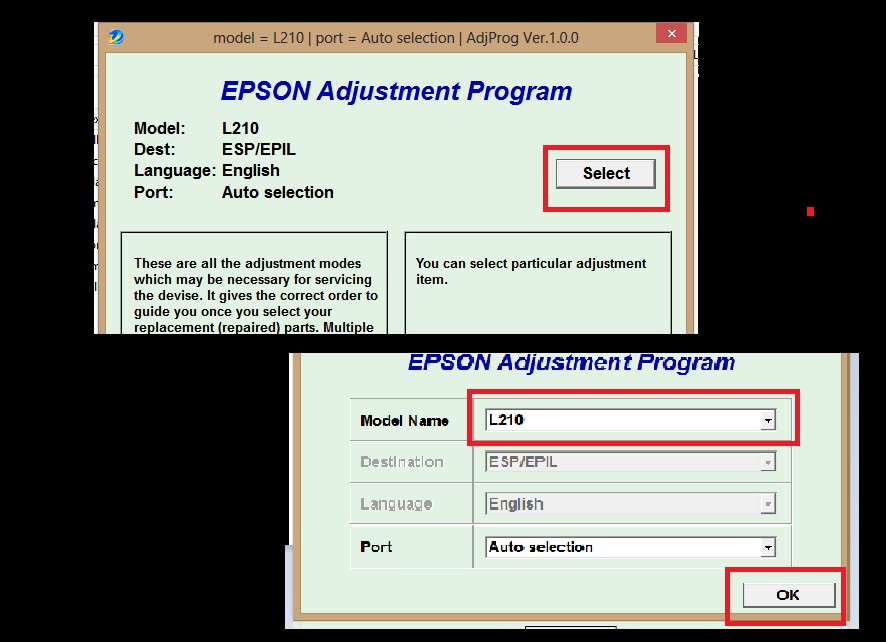 model = L210 | port = Auto selection | AdjProg Ver.1.0.0
EPSON Adjustment Program
Model: L210
Dest: ESP/EPIL
Language: English
Port: Auto selection
Select
These are all the adjustment modes
which may be necessary for servicing
the devise. It gives the correct order to
guide you once you select your
replacement (repaired) parts. Multiple
You can select particular adjustment
item.
EPSON Adjustment Program
Model Name L210
Destination ESP/EPIL
Language English
Port Auto selection
OK